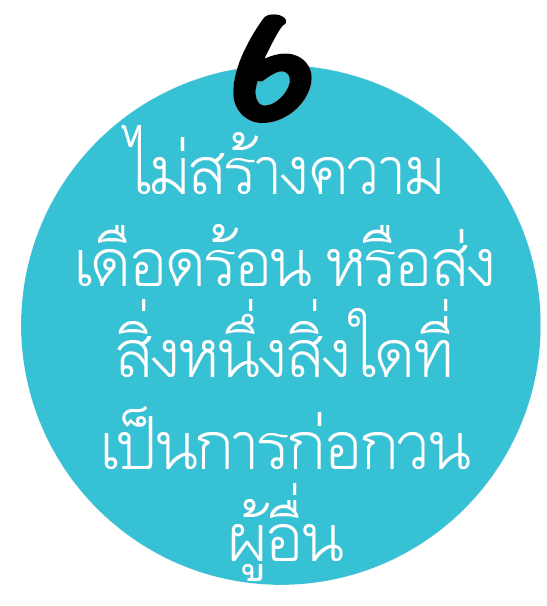 6
ไม่สร้างความ
เดือดร้อน หรือส่ง
สิ่งหนึ่งสิ่งใดที่
เป็นการก่อกวน
ผู้อื่น